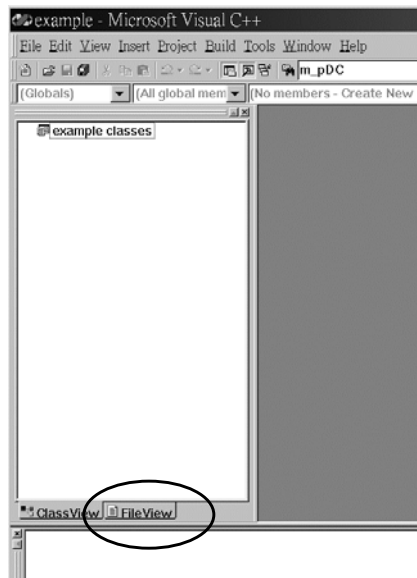 example - Microsoft Visual C++
File Edit View Insert Project Build Tools Window Help
m_pDC
(Globals) (All global mem (No members - Create New
example classes
ClassView FileView